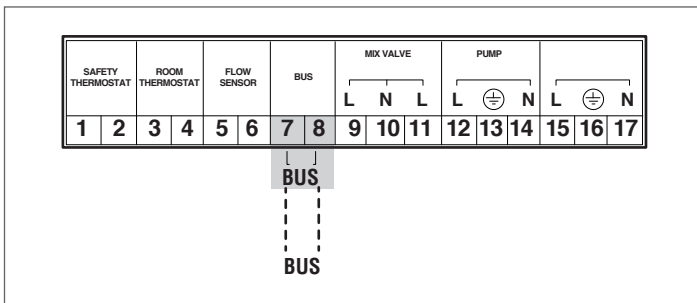 SAFETY THERMOSTAT
ROOM THERMOSTAT
FLOW SENSOR
BUS
MIX VALVE
PUMP
L N L L N L N
1 2 3 4 5 6 7 8 9 10 11 12 13 14 15 16 17
BUS
BUS